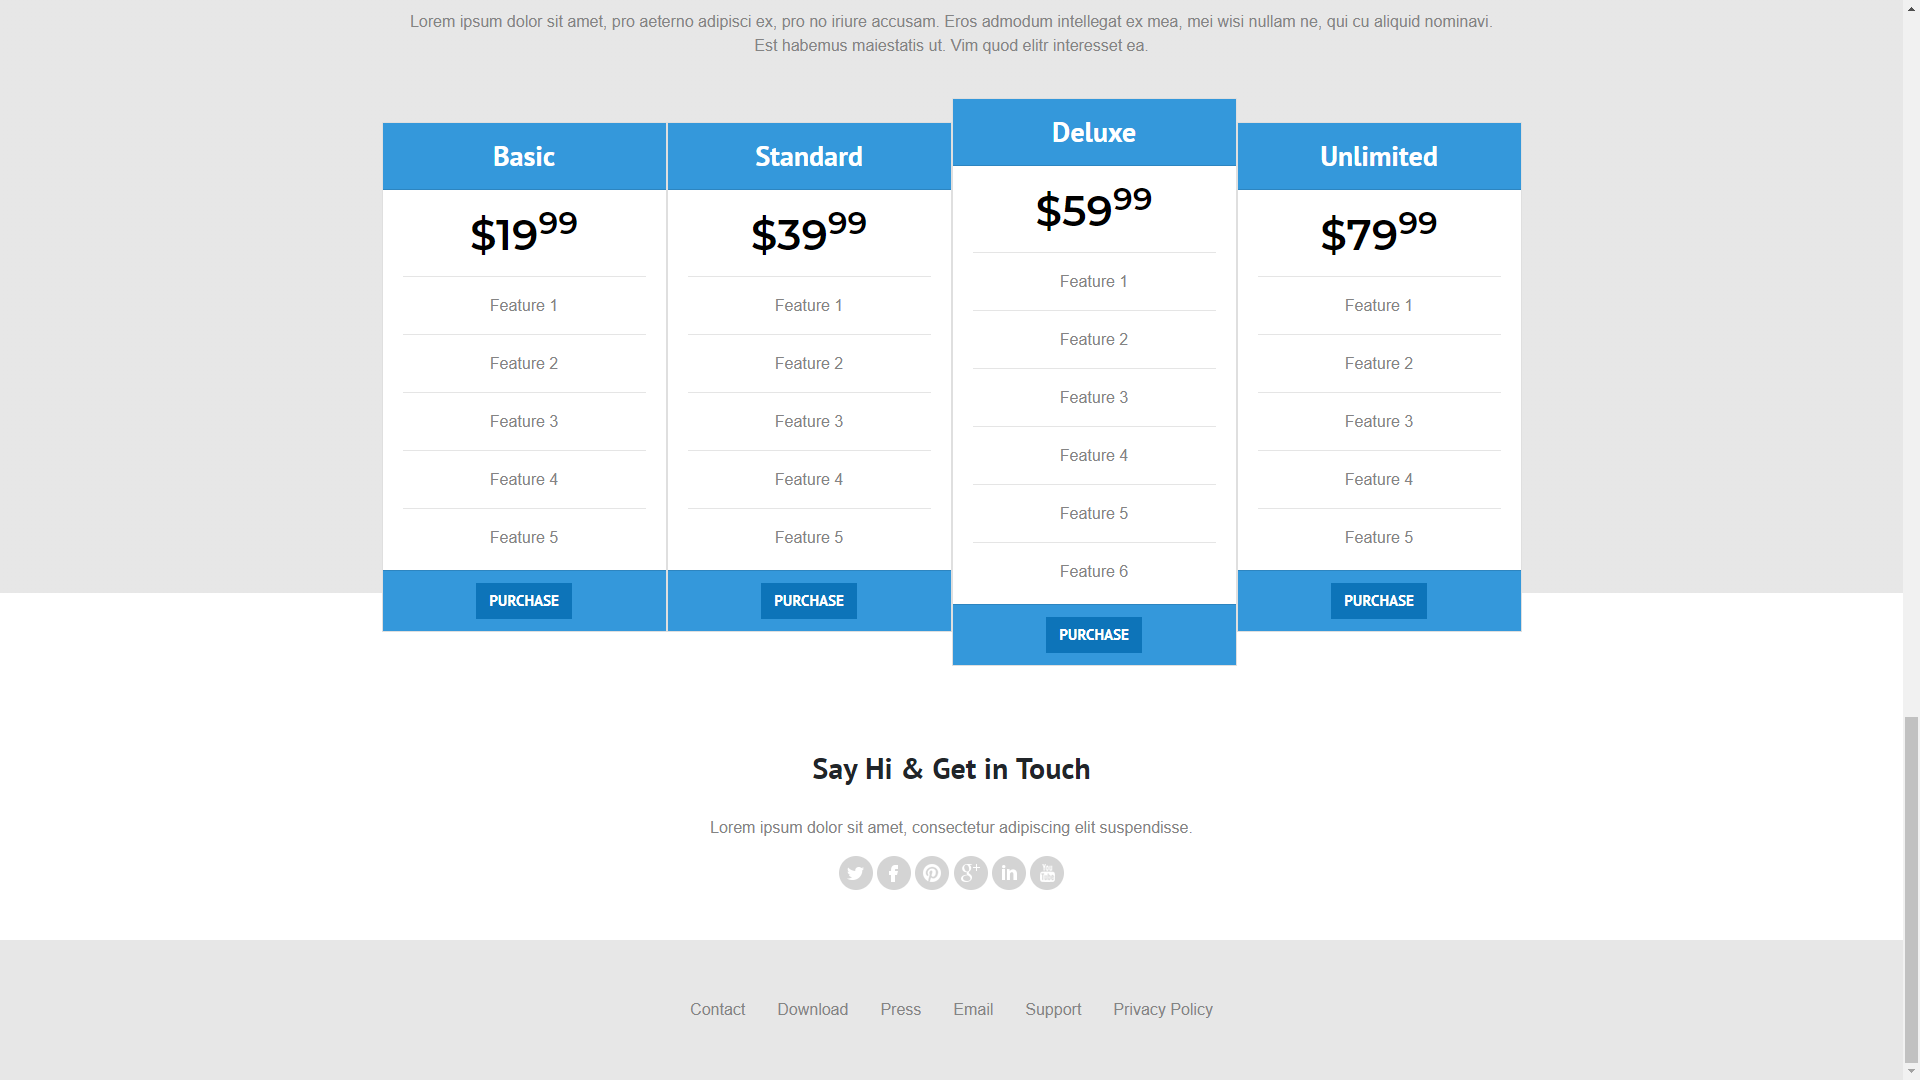 Lorem ipsum dolor sit amet, pro aeterno adipisci ex, pro no iriure accusam. Eros admodum intellegat ex mea, mei wisi nullam ne, qui cu aliquid nominavi.
Est habemus maiestatis ut. Vim quod elitr interesset ea.
Basic
$19 99
Feature 1
Feature 2
Feature 3
Feature 4
Feature 5
PURCHASE
Standard
$39 99
Feature 1
Feature 2
Feature 3
Feature 4
Feature 5
PURCHASE
Deluxe
$59 99
Feature 1
Feature 2
Feature 3
Feature 4
Feature 5
Feature 6
PURCHASE
Unlimited
$79 99
Feature 1
Feature 2
Feature 3
Feature 4
Feature 5
PURCHASE
Say Hi & Get in Touch
Lorem ipsum dolor sit amet, consectetur adipiscing elit suspendisse.
Contact Download Press Email Support Privacy Policy